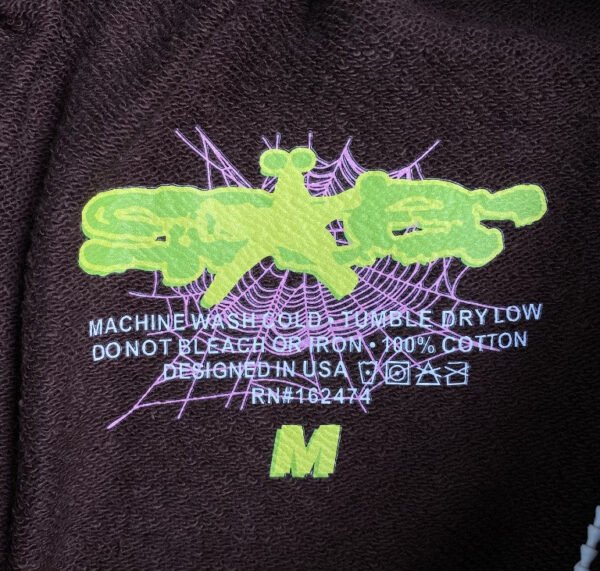 MACHINE WASH COLD • TUMBLE DRY LOW
DO NOT BLEACH OR IRON • 100% COTTON
DESIGNED IN USA
RN#162474
M